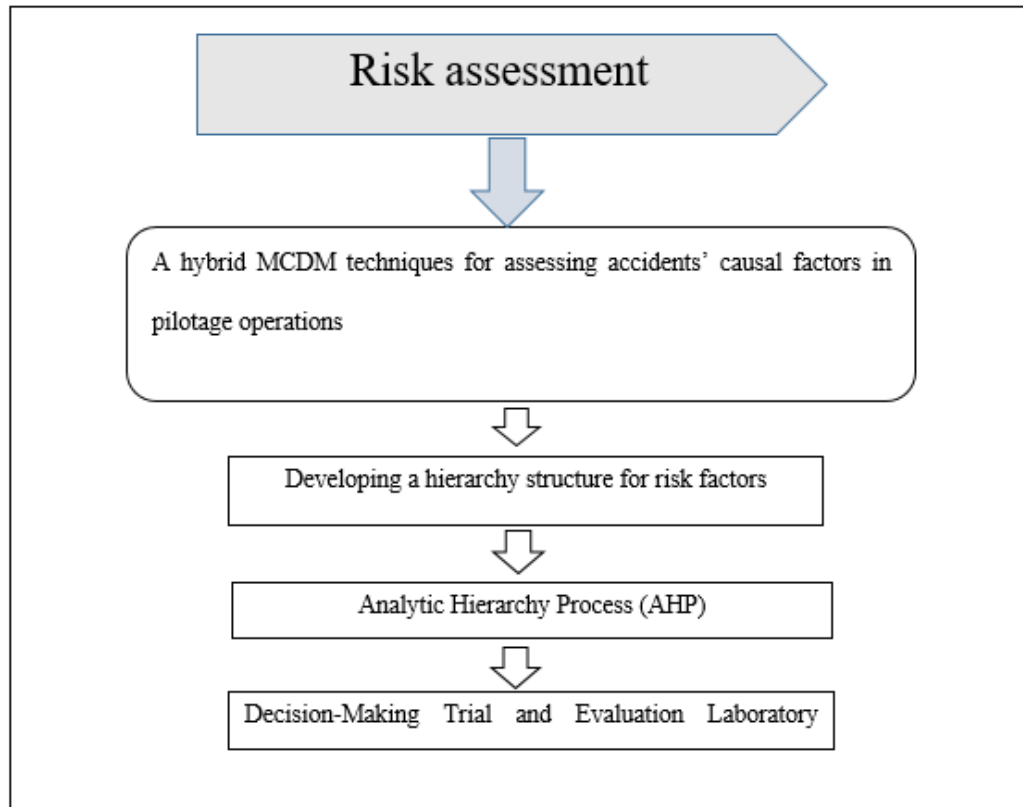 Risk assessment
A hybrid MCDM techniques for assessing accidents’ causal factors in
pilotage operations
Developing a hierarchy structure for risk factors
Analytic Hierarchy Process (AHP)
Decision-Making Trial and Evaluation Laboratory